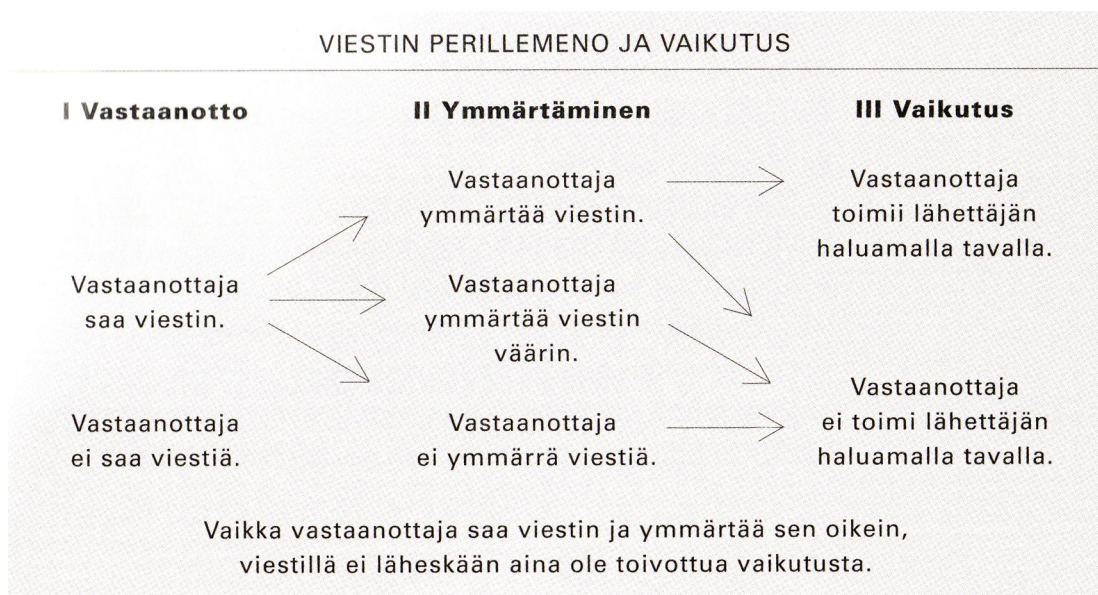 VIESTIN PERILLEMENO JA VAIKUTUS
I Vastaanotto
II Ymmärtäminen
III Vaikutus
Vastaanottaja
saa viestin.
Vastaanottaja
ei saa viestiä.
Vastaanottaja
ymmärtää viestin.
Vastaanottaja
ymmärtää viestin
väärin.
Vastaanottaja
ei ymmärrä viestiä.
Vastaanottaja
toimii lähettäjän
haluamalla tavalla.
Vastaanottaja
ei toimi lähettäjän
haluamalla tavalla.
Vaikka vastaanottaja saa viestin ja ymmärtää sen oikein,
viestillä ei läheskään aina ole toivottua vaikutusta.